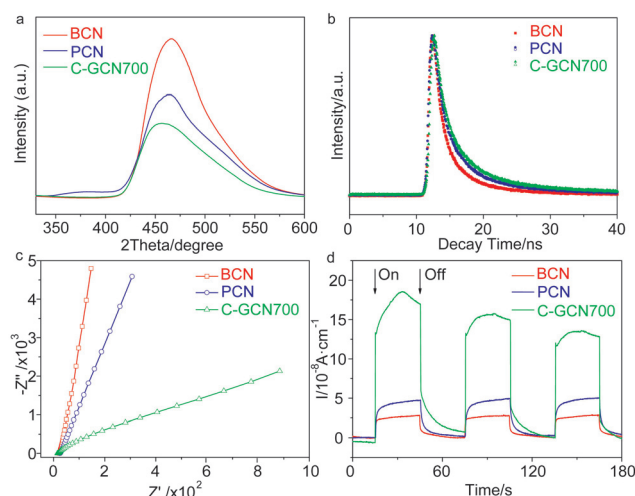 a
BCN
PCN
C-GCN700
Intensity (a.u.)
350 400 450 500 550 600
2Theta/degree
b
BCN
PCN
C-GCN700
Intensity/a.u.
0 10 20 30 40
Decay Time/ns
c
BCN
PCN
C-GCN700
-Z''/x10³
5
4
3
2
1
0
0 2 4 6 8 10
Z'/x10²
d
On Off
BCN
PCN
C-GCN700
I/10⁻⁸A·cm⁻¹
20
15
10
5
0
0 60 120 180
Time/s